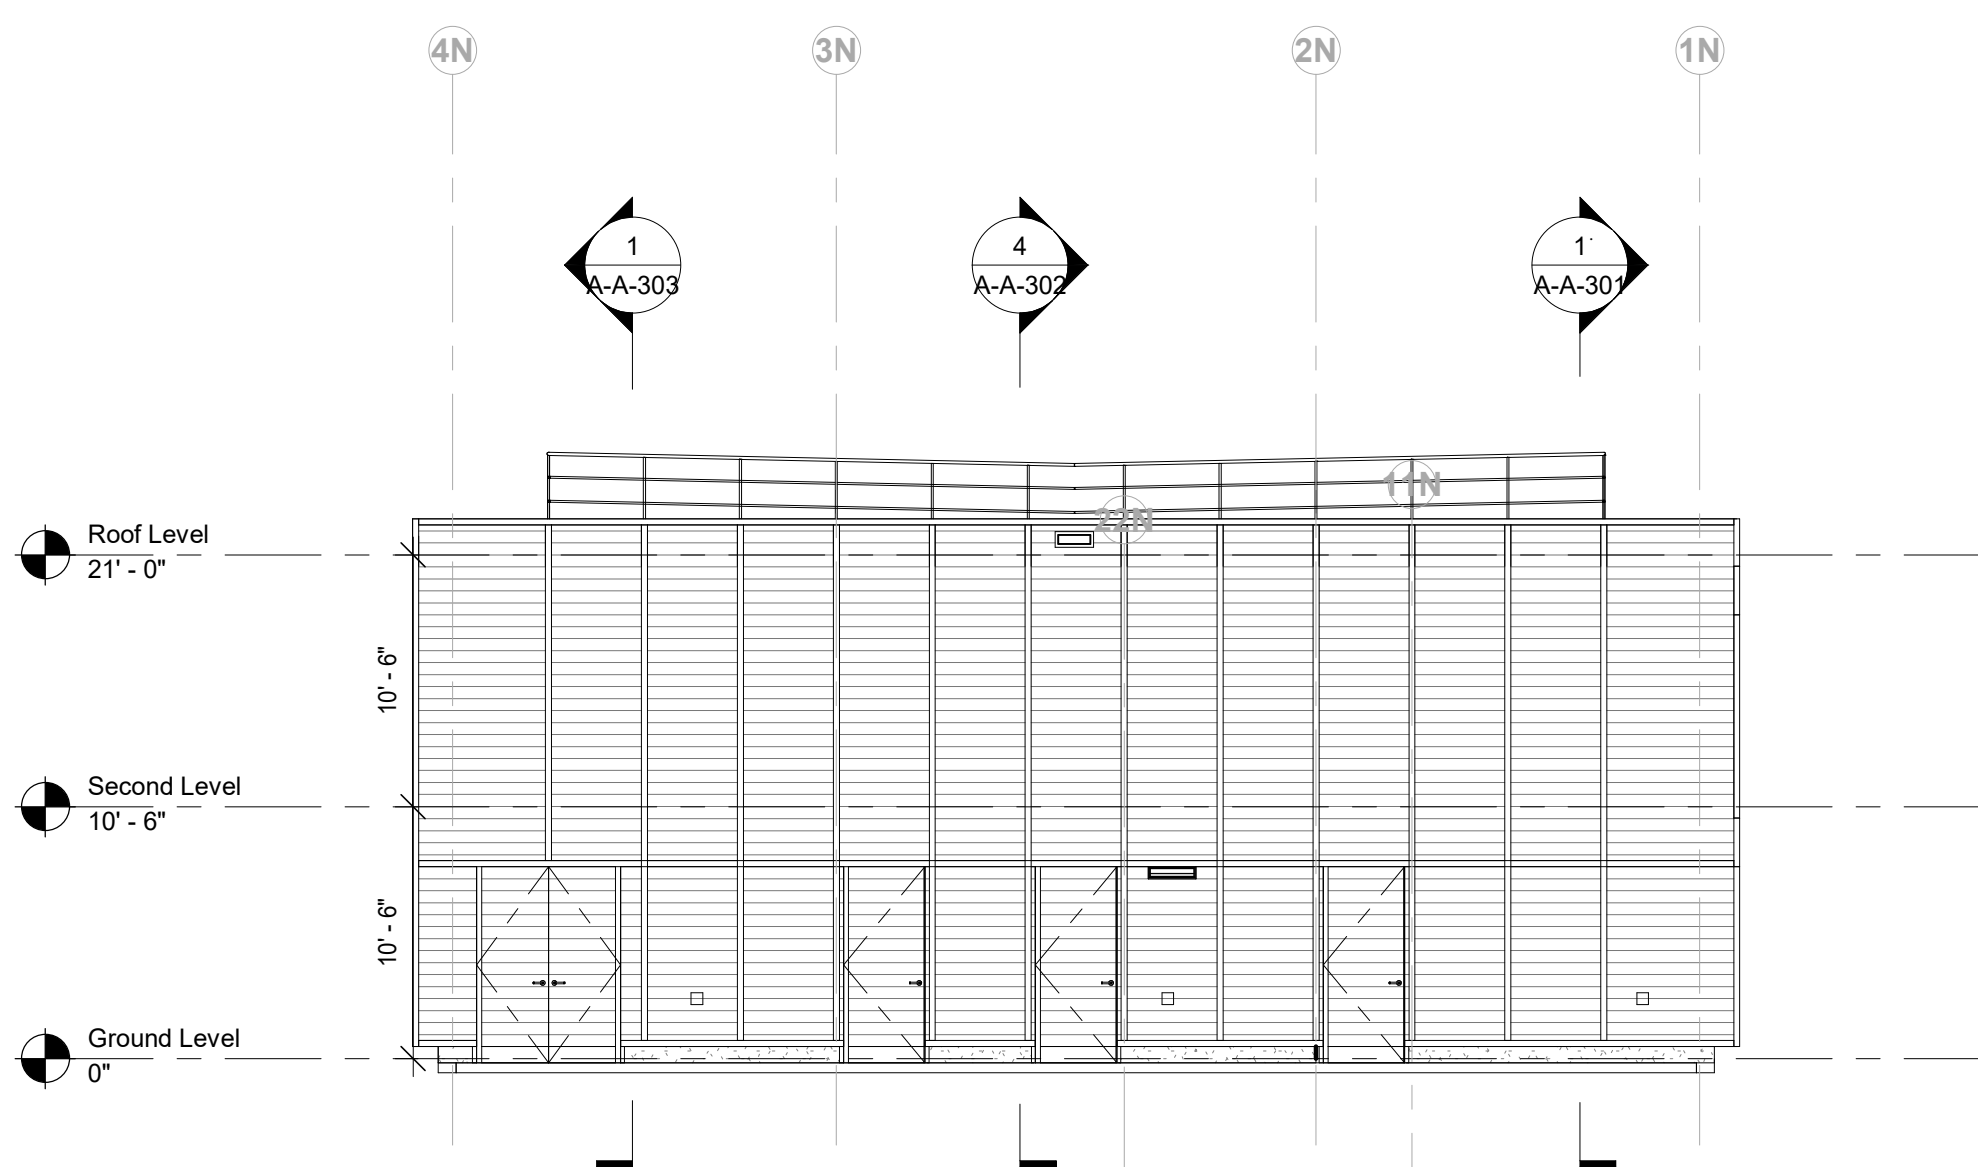 4N
3N
2N
1N
1
A-A-303
4
A-A-302
1
A-A-301
11N
22N
Roof Level
21' - 0"
10' - 6"
Second Level
10' - 6"
10' - 6"
Ground Level
0"